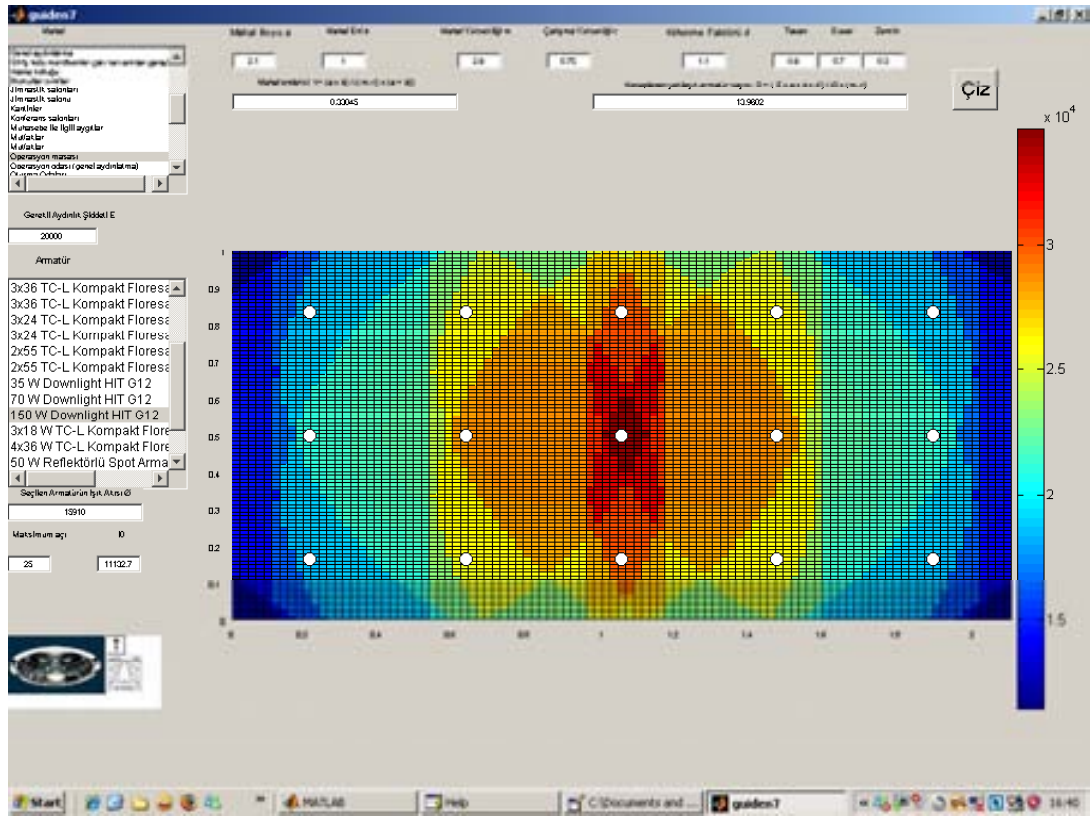 guiden7
Mahal
Mahal Boyu a
Mahal Eni b
Çalışma Yüksekliği
Tavan
Duvar
Zemin
2.1
1
2.8
0.75
1.1
0.8
0.7
0.2
0.33045
13.9602
Çiz
Jimnastik salonları
Jimnastik salonu
Kantinler
Konferans salonları
Muhasebe ile ilgili aygıtlar
Mutfaklar
Mutfaklar
Operasyon masası
Operasyon odası (genel aydınlatma)
Oturma Odaları
Gerekli Aydınlık Şiddeti E
20000
Armatür
3x36 TC-L Kompakt Floresa
3x36 TC-L Kompakt Floresa
3x24 TC-L Kompakt Floresa
3x24 TC-L Kompakt Floresa
2x55 TC-L Kompakt Floresa
2x55 TC-L Kompakt Floresa
35 W Downlight HIT G12
70 W Downlight HIT G12
150 W Downlight HIT G12
3x18 W TC-L Kompakt Flore
4x36 W TC-L Kompakt Flore
50 W Reflektörlü Spot Arma
Seçilen Armatürün Işık Akısı Ø
15910
Maksimum açı
I0
25
11132.7
x 10^4
3
2.5
2
1.5
1
0.9
0.8
0.7
0.6
0.5
0.4
0.3
0.2
0.1
0
0 0.2 0.4 0.6 0.8 1 1.2 1.4 1.6 1.8 2
Start
MATLAB
Help
C:\Documents and ...
guiden7
16:40